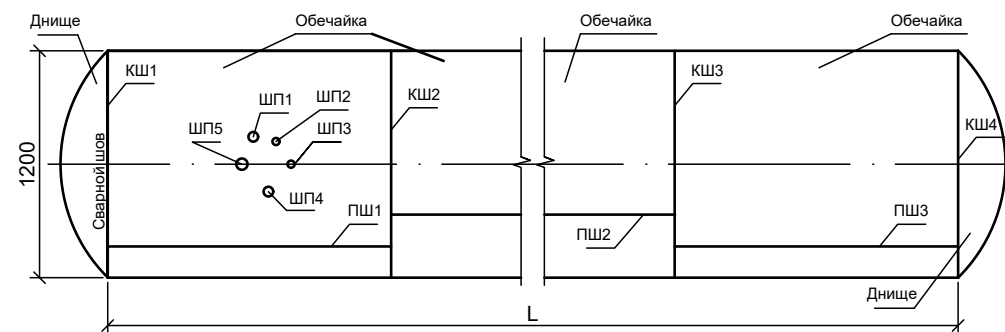 Днище
Обечайка
Обечайка
Обечайка
КШ1
КШ2
КШ3
КШ4
ШП1
ШП2
ШП5
ШП3
ШП4
1200
Сварной шов
ПШ1
ПШ2
ПШ3
Днище
L